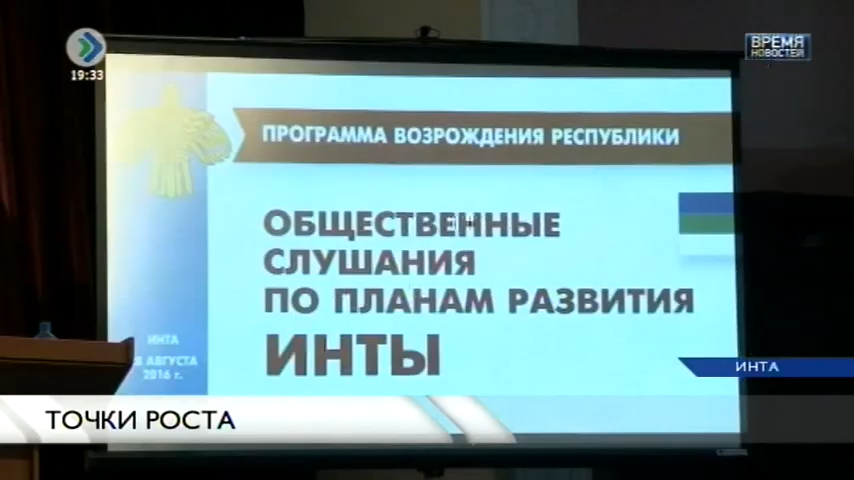 19:33
ВРЕМЯ
НОВОСТЕЙ
ПРОГРАММА ВОЗРОЖДЕНИЯ РЕСПУБЛИКИ
ОБЩЕСТВЕННЫЕ
СЛУШАНИЯ
ПО ПЛАНАМ РАЗВИТИЯ
ИНТЫ
ИНТА
АВГУСТА
2016 г.
ИНТА
ТОЧКИ РОСТА